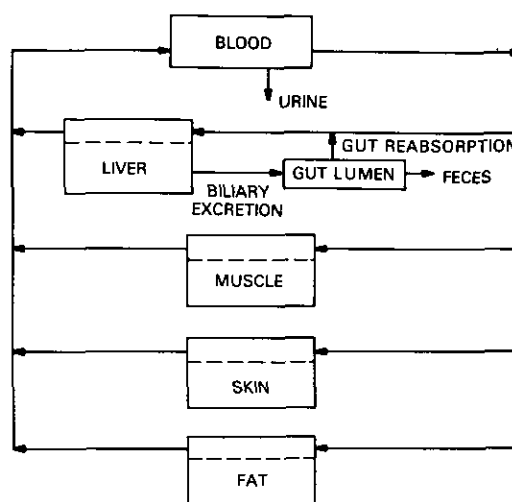 BLOOD
URINE
GUT REABSORPTION
LIVER
GUT LUMEN
FECES
BILIARY
EXCRETION
MUSCLE
SKIN
FAT